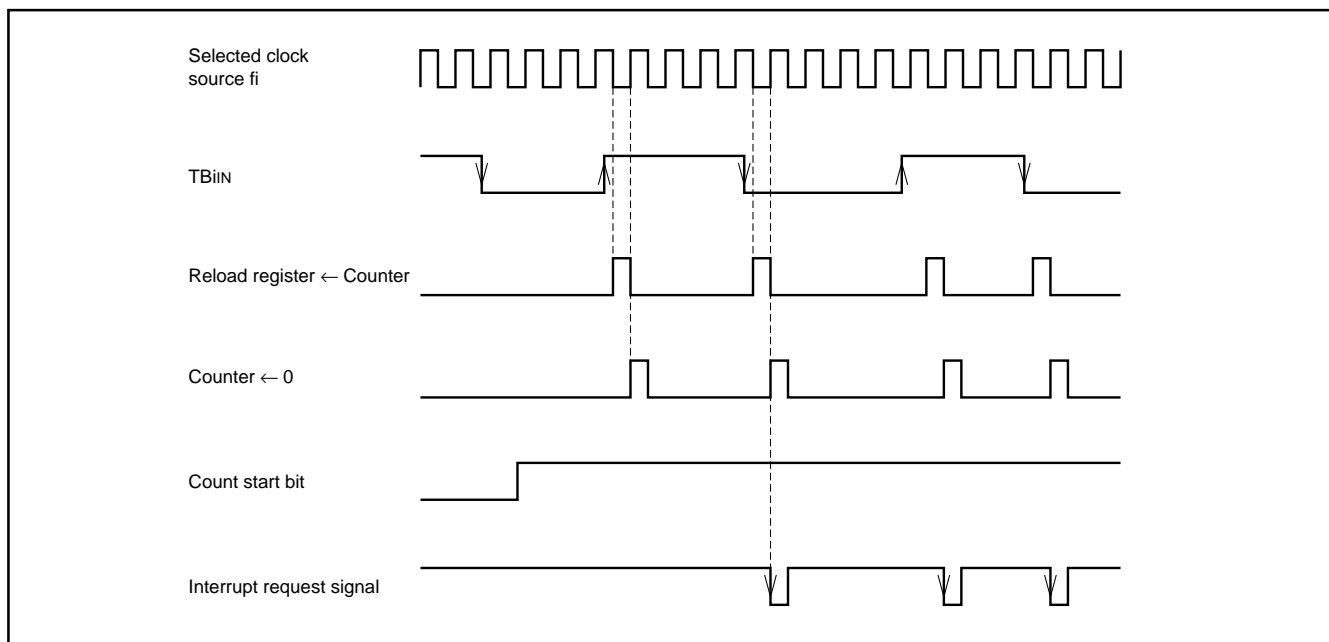 Selected clock
source fi
TBiIN
Reload register ← Counter
Counter ← 0
Count start bit
Interrupt request signal